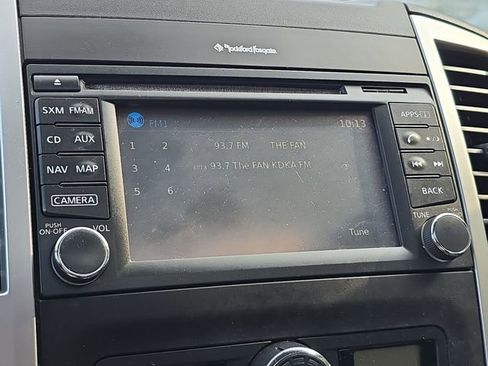 Rockford Fosgate
SXM FM-AM
CD AUX
NAV MAP
CAMERA
PUSH
ON·OFF VOL
FM1 10:13
1 2 93.7 FM THE FAN
3 4 93.7 The FAN KDKA FM
5 6
Tune
APPS
BACK
TUNE PUSH